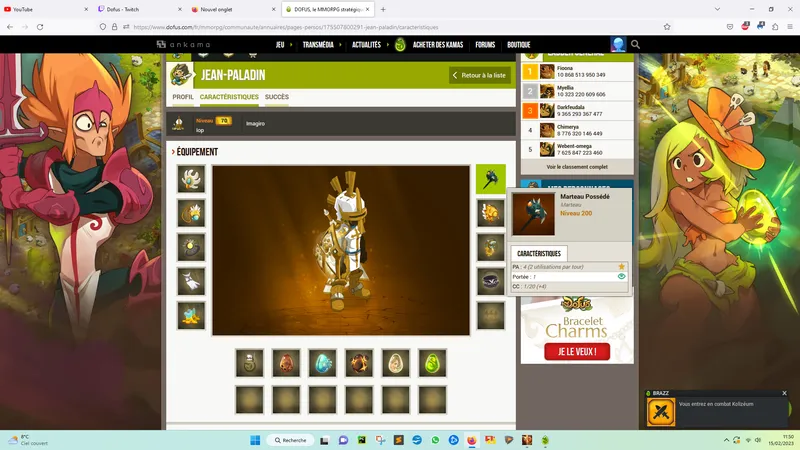 YouTube
Dofus - Twitch
Nouvel onglet
DOFUS, le MMORPG stratégique
https://www.dofus.com/fr/mmorpg/communaute/annuaires/pages-persos/175507800291-jean-paladin/caracteristiques
ankama
JEU
TRANSMÉDIA
ACTUALITÉS
ACHETER DES KAMAS
FORUMS
BOUTIQUE
JEAN-PALADIN
Retour à la liste
PROFIL
CARACTÉRISTIQUES
SUCCÈS
Niveau
Iop
Imagiro
ÉQUIPEMENT
1
Fioona
10 868 513 950 349
2
Myellia
10 323 220 609 606
3
Darkfeudala
9 365 293 367 477
4
Chimerya
8 776 320 146 449
5
Webent-omega
7 625 847 223 460
Voir le classement complet
Marteau Possédé
Marteau
Niveau 200
CARACTÉRISTIQUES
PA : 4 (2 utilisations par tour)
Portée : 1
CC : 1/20 (+4)
DOFUS
Bracelet
Charms
JE LE VEUX !
BRAZZ
Vous entrez en combat Kolizéum
8°C
Ciel couvert
Recherche
11:50
15/02/2023